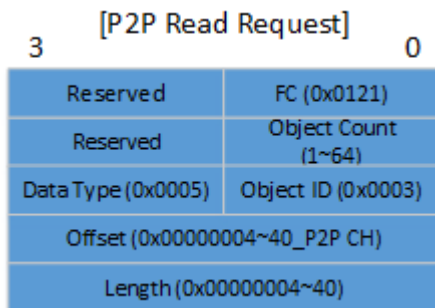 [P2P Read Request]
3 0
Reserved FC (0x0121)
Reserved Object Count
(1~64)
Data Type (0x0005) Object ID (0x0003)
Offset (0x00000004~40_P2P CH)
Length (0x00000004~40)